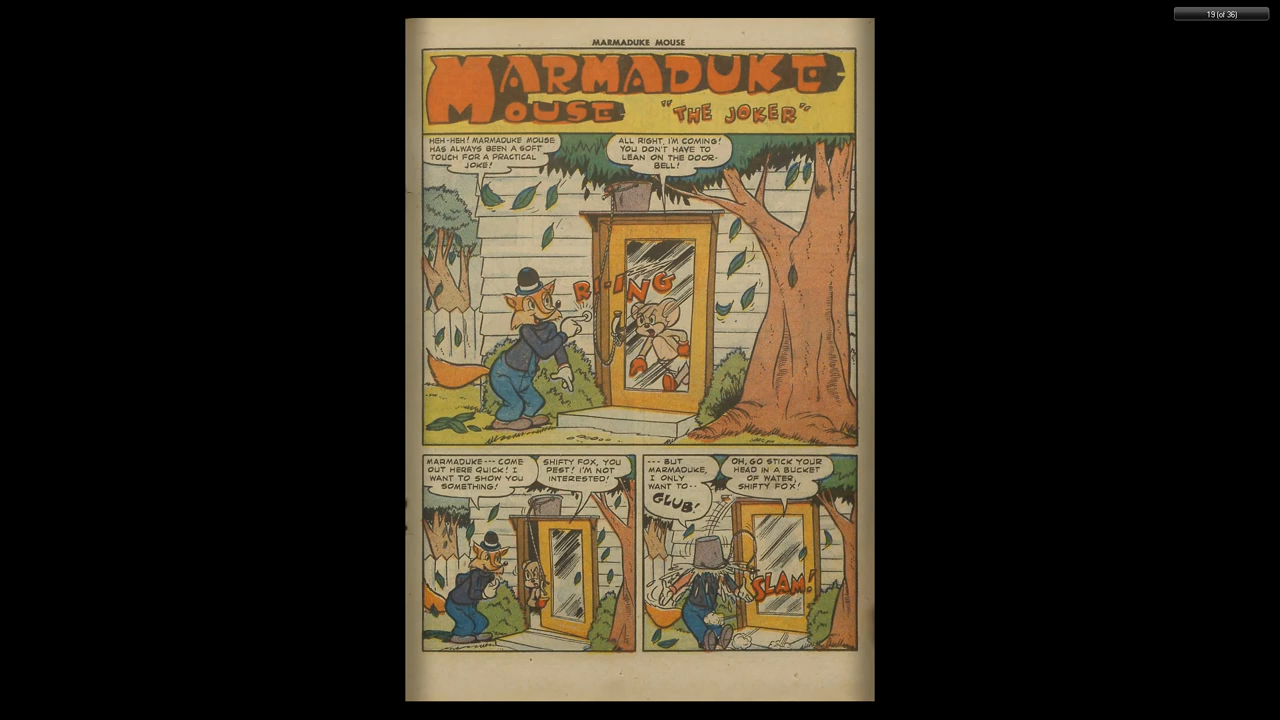 19 (of 36)
MARMADUKE MOUSE
MARMADUKE
MOUSE "THE JOKER"
HEH-HEH! MARMADUKE MOUSE
HAS ALWAYS BEEN A SOFT
TOUCH FOR A PRACTICAL
JOKE!
ALL RIGHT, I'M COMING!
YOU DON'T HAVE TO
LEAN ON THE DOOR-
BELL!
RI-ING
MARMADUKE--- COME
OUT HERE QUICK! I
WANT TO SHOW YOU
SOMETHING!
SHIFTY FOX, YOU
PEST! I'M NOT
INTERESTED!
--- BUT
MARMADUKE,
I ONLY
WANT TO--
GLUB!
OH, GO STICK YOUR
HEAD IN A BUCKET
OF WATER,
SHIFTY FOX!
SLAM!